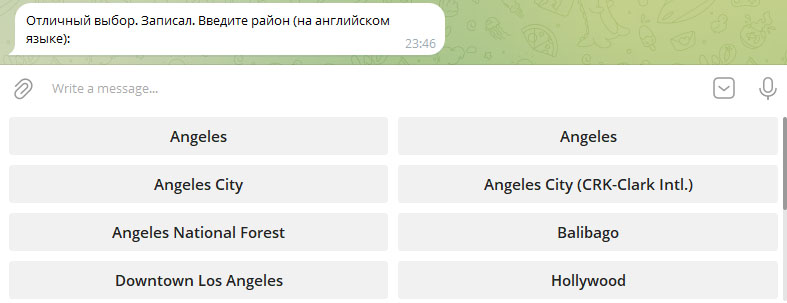 Отличный выбор. Записал. Введите район (на английском
языке):
23:46
Write a message...
Angeles
Angeles
Angeles City
Angeles City (CRK-Clark Intl.)
Angeles National Forest
Balibago
Downtown Los Angeles
Hollywood